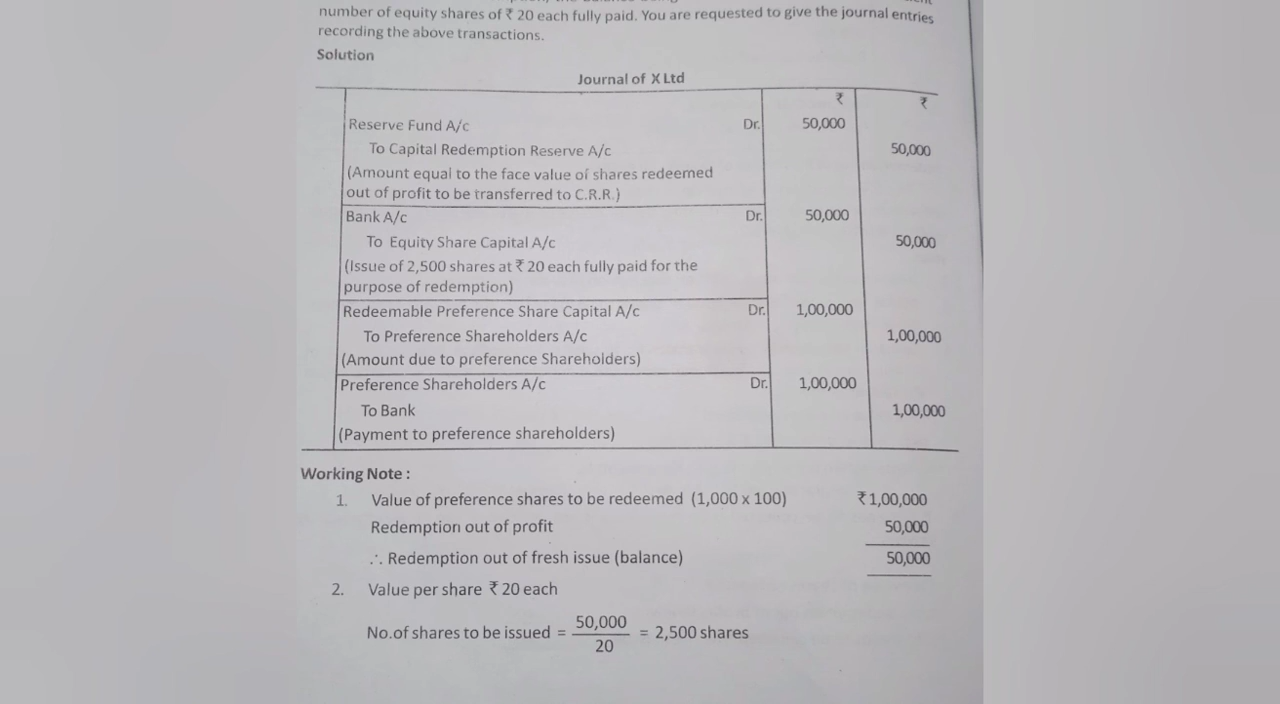 number of equity shares of ₹ 20 each fully paid. You are requested to give the journal entries
recording the above transactions.
Solution
Journal of X Ltd
₹ ₹
Reserve Fund A/c Dr. 50,000
To Capital Redemption Reserve A/c 50,000
(Amount equal to the face value of shares redeemed
out of profit to be transferred to C.R.R.)
Bank A/c Dr. 50,000
To Equity Share Capital A/c 50,000
(Issue of 2,500 shares at ₹ 20 each fully paid for the
purpose of redemption)
Redeemable Preference Share Capital A/c Dr. 1,00,000
To Preference Shareholders A/c 1,00,000
(Amount due to preference Shareholders)
Preference Shareholders A/c Dr. 1,00,000
To Bank 1,00,000
(Payment to preference shareholders)
Working Note :
1. Value of preference shares to be redeemed (1,000 x 100) ₹ 1,00,000
Redemption out of profit 50,000
∴ Redemption out of fresh issue (balance) 50,000
2. Value per share ₹ 20 each
No.of shares to be issued = 50,000 / 20 = 2,500 shares